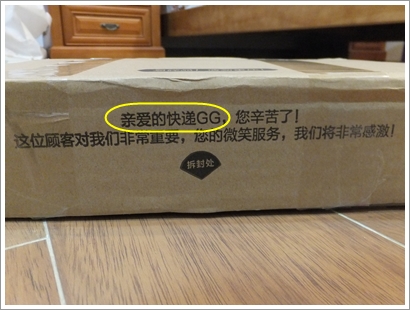 亲爱的快递GG，您辛苦了！
这位顾客对我们非常重要，您的微笑服务，我们将非常感激！
拆封处